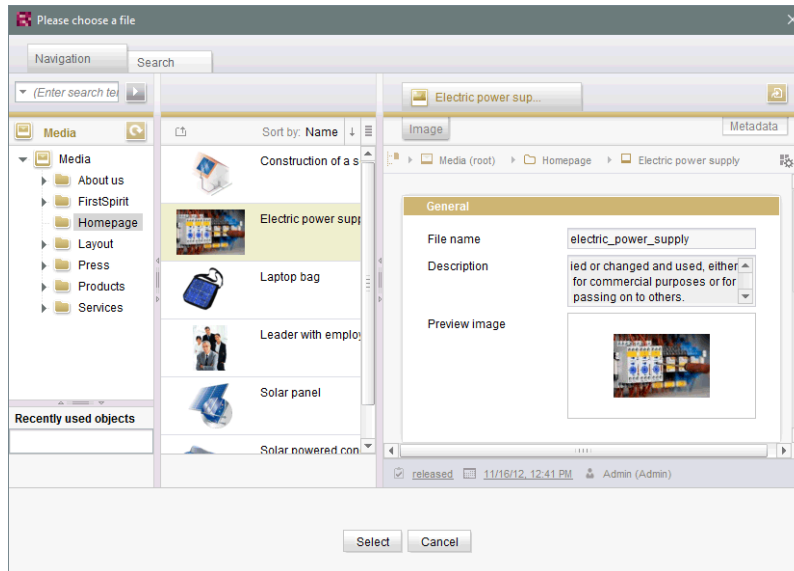 Please choose a file
Navigation
Search
(Enter search te
Media
Media
About us
FirstSpirit
Homepage
Layout
Press
Products
Services
Recently used objects
Sort by: Name
Construction of a s
Electric power supp
Laptop bag
Leader with employ
Solar panel
Solar powered con
Electric power sup...
Image
Metadata
Media (root) Homepage Electric power supply
General
File name electric_power_supply
Description ied or changed and used, either
for commercial purposes or for
passing on to others.
Preview image
released 11/16/12, 12:41 PM Admin (Admin)
Select Cancel